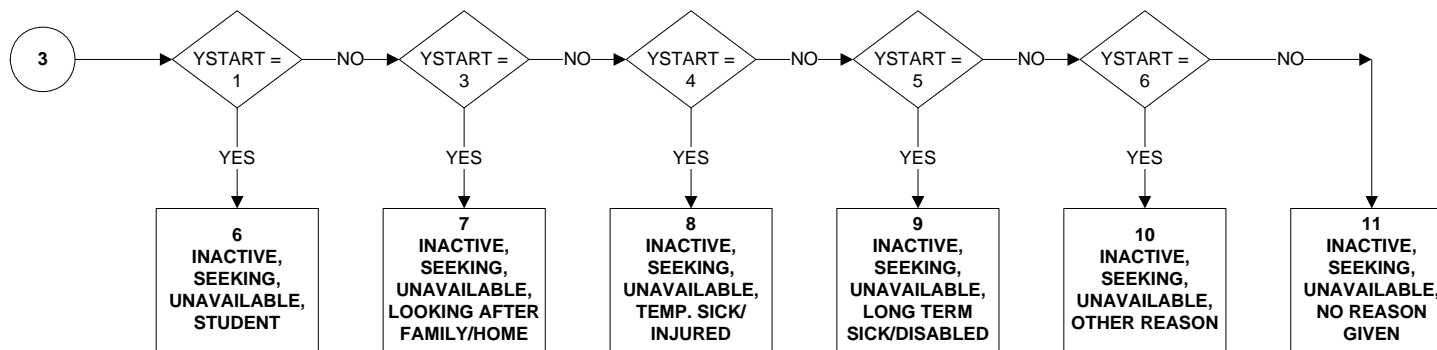 3
YSTART =
1
NO
YSTART =
3
NO
YSTART =
4
NO
YSTART =
5
NO
YSTART =
6
NO
YES
YES
YES
YES
YES
6
INACTIVE,
SEEKING,
UNAVAILABLE,
STUDENT
7
INACTIVE,
SEEKING,
UNAVAILABLE,
LOOKING AFTER
FAMILY/HOME
8
INACTIVE,
SEEKING,
UNAVAILABLE,
TEMP. SICK/
INJURED
9
INACTIVE,
SEEKING,
UNAVAILABLE,
LONG TERM
SICK/DISABLED
10
INACTIVE,
SEEKING,
UNAVAILABLE,
OTHER REASON
11
INACTIVE,
SEEKING,
UNAVAILABLE,
NO REASON
GIVEN